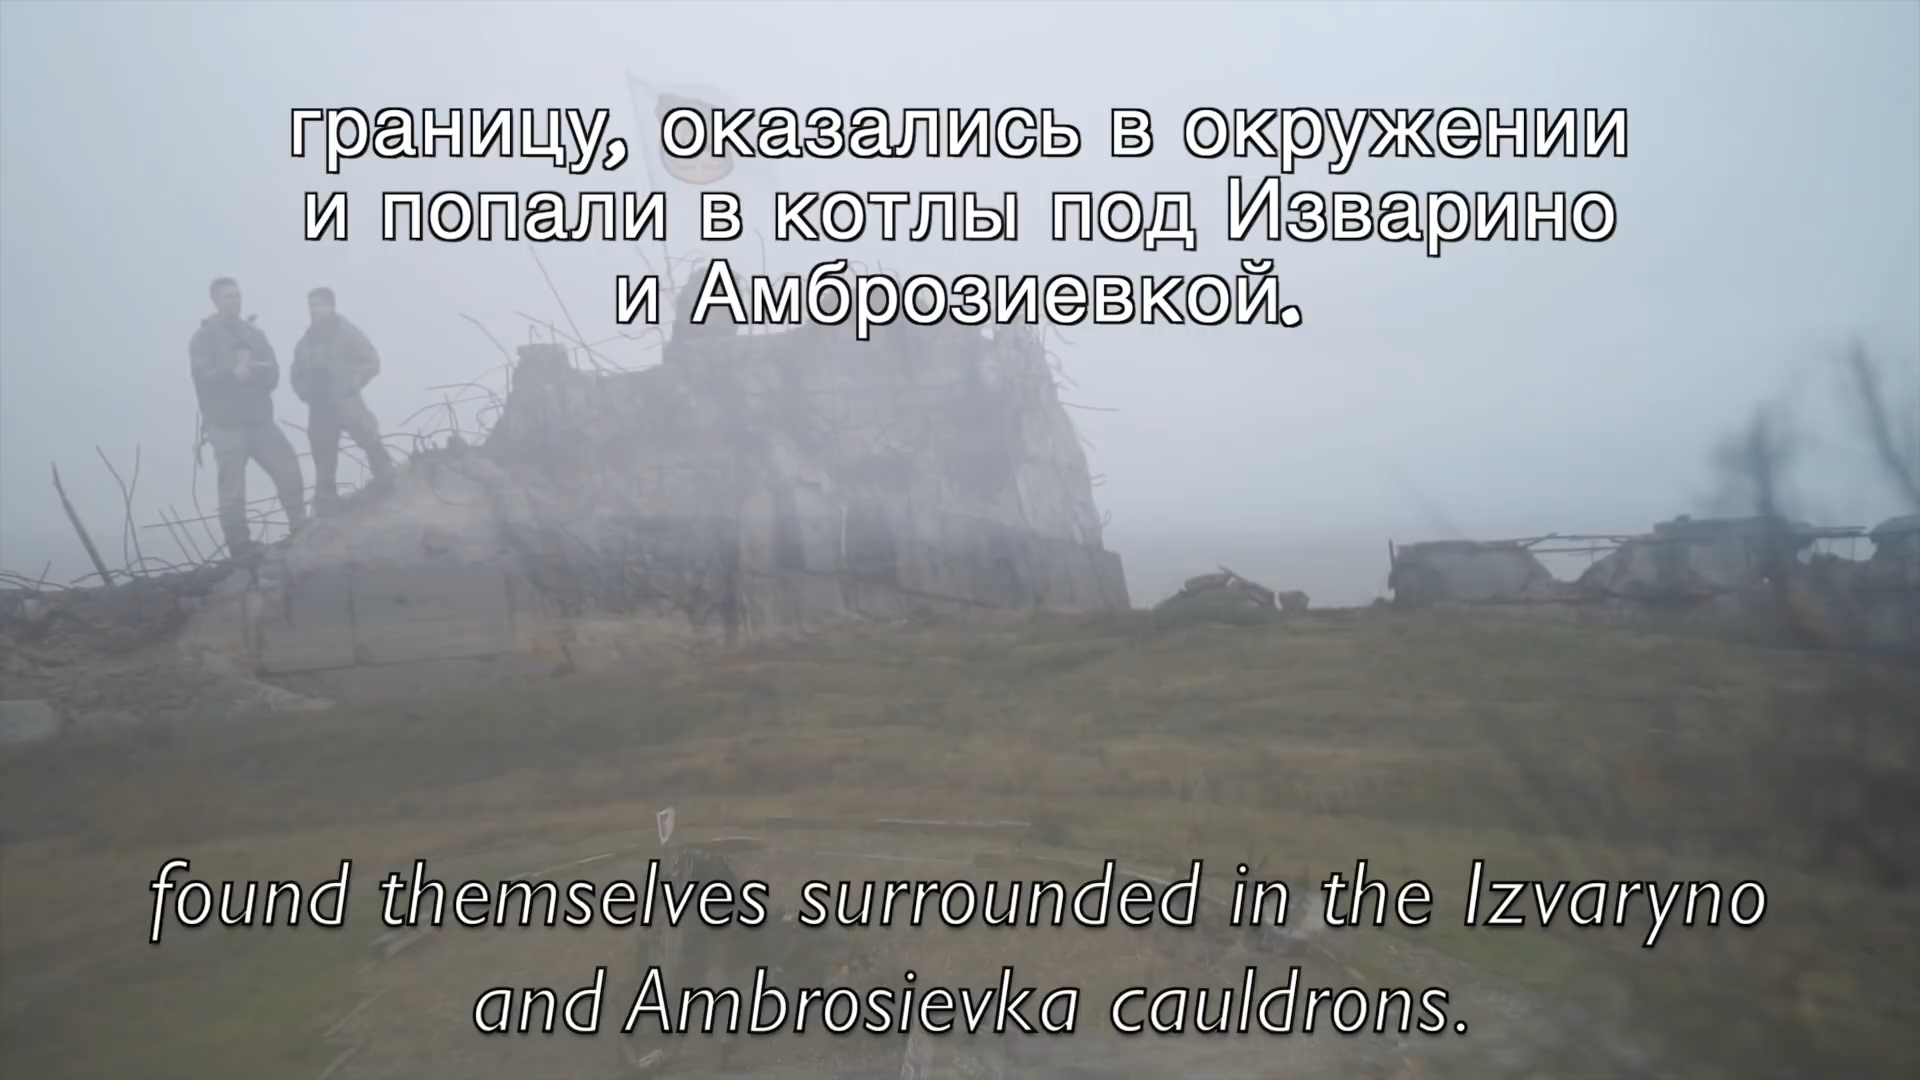 границу, оказались в окружении
и попали в котлы под Изварино
и Амброзиевкой.
found themselves surrounded in the Izvaryno
and Ambrosievka cauldrons.